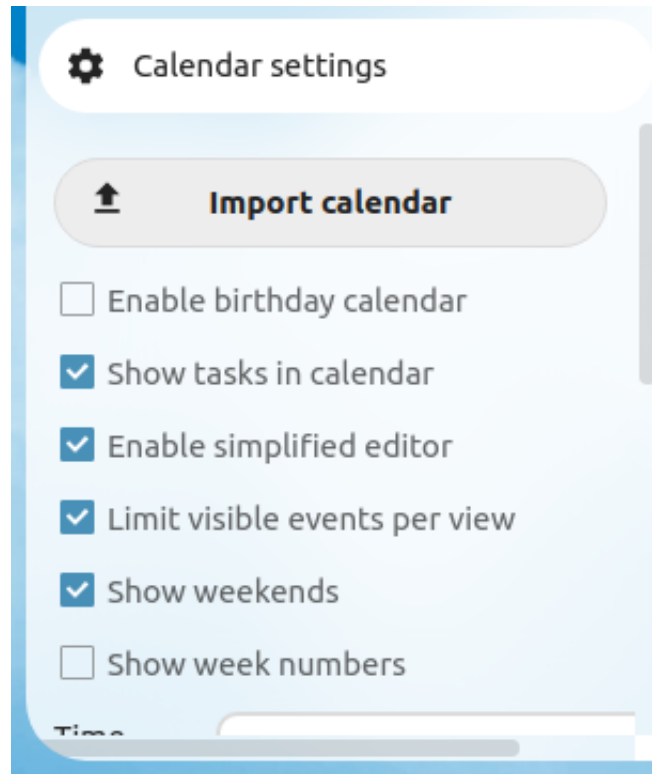 Calendar settings
Import calendar
Enable birthday calendar
Show tasks in calendar
Enable simplified editor
Limit visible events per view
Show weekends
Show week numbers
Time